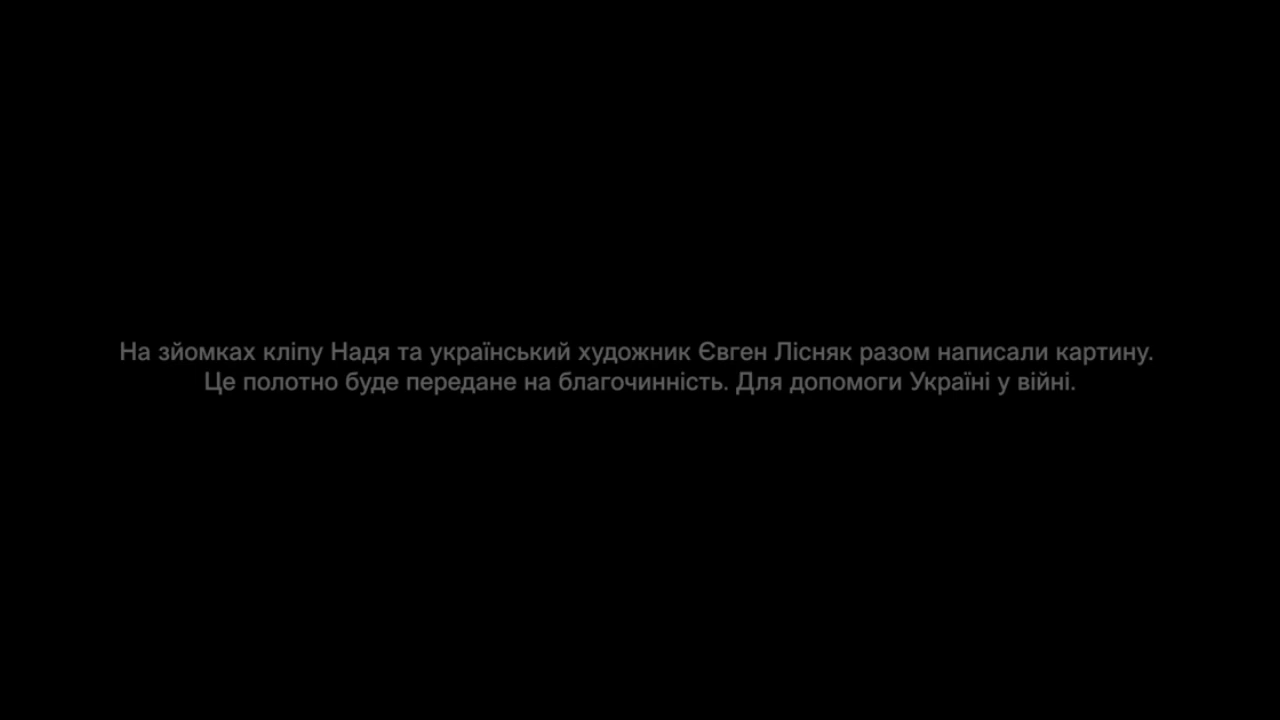 На зйомках кліпу Надя та український художник Євген Лісняк разом написали картину.
Це полотно буде передане на благочинність. Для допомоги Україні у війні.